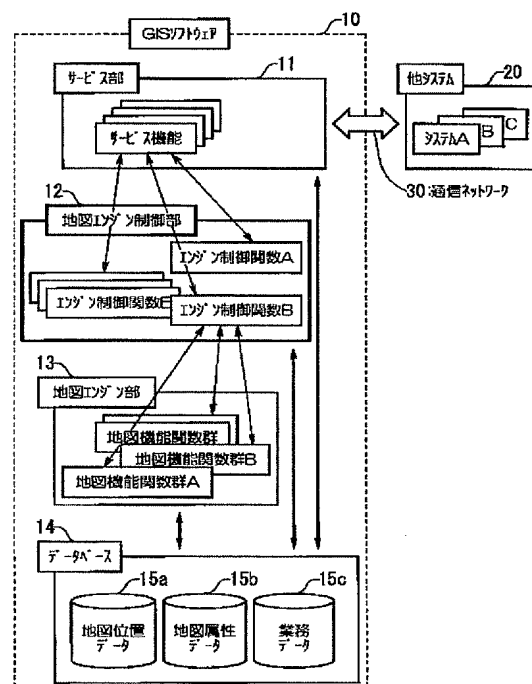 GISソフトウェア
10
サービス部
11
サービス機能
他システム
20
システムA
B
C
30:通信ネットワーク
12
地図エンジン制御部
エンジン制御関数A
エンジン制御関数E
エンジン制御関数B
13
地図エンジン部
地図機能関数群
地図機能関数群B
地図機能関数群A
14
データベース
15a
15b
15c
地図位置
データ
地図属性
データ
業務
データ